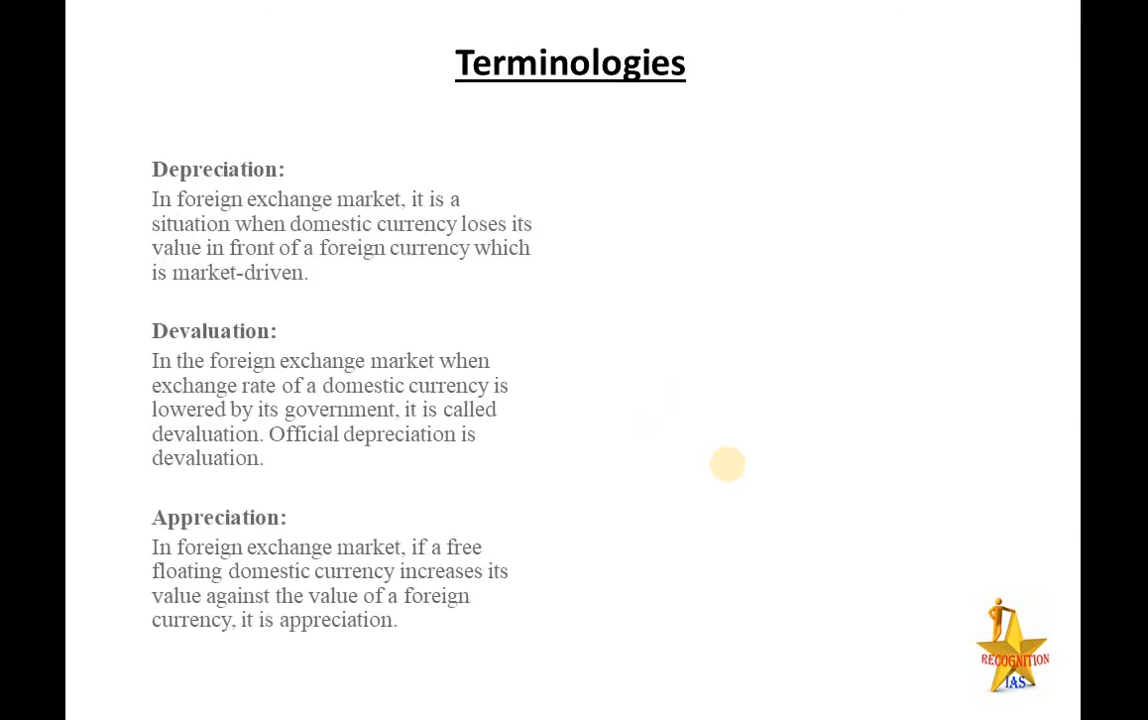 Terminologies
Depreciation:
In foreign exchange market, it is a
situation when domestic currency loses its
value in front of a foreign currency which
is market-driven.
Devaluation:
In the foreign exchange market when
exchange rate of a domestic currency is
lowered by its government, it is called
devaluation. Official depreciation is
devaluation.
Appreciation:
In foreign exchange market, if a free
floating domestic currency increases its
value against the value of a foreign
currency, it is appreciation.
RECOGNITION
IAS